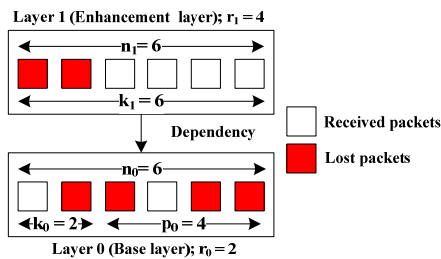 Layer 1 (Enhancement layer); r₁ = 4
n₁= 6
k₁ = 6
Dependency
Received packets
Lost packets
n₀= 6
k₀ = 2
p₀= 4
Layer 0 (Base layer); r₀ = 2